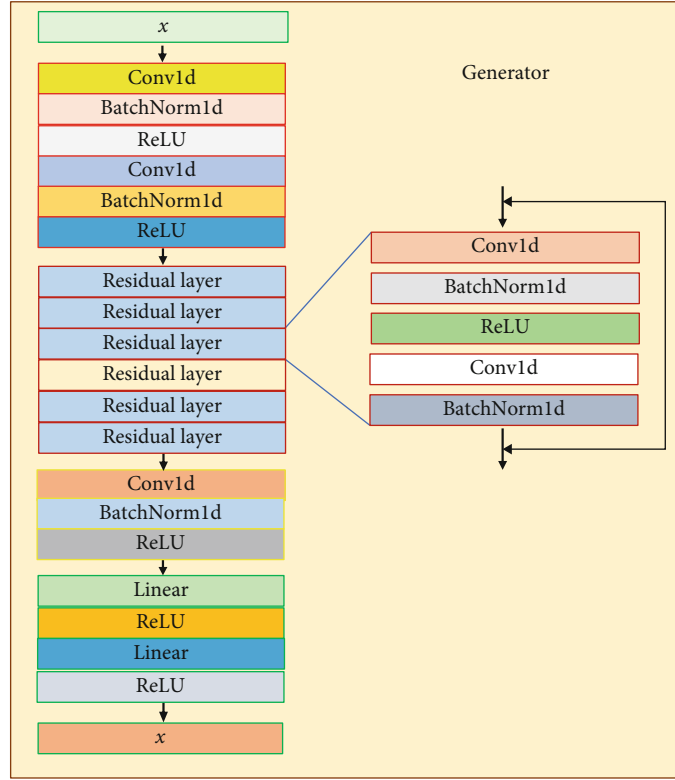 x
Conv1d
BatchNorm1d
ReLU
Conv1d
BatchNorm1d
ReLU
Residual layer
Residual layer
Residual layer
Residual layer
Residual layer
Residual layer
Conv1d
BatchNorm1d
ReLU
Linear
ReLU
Linear
ReLU
x
Generator
Conv1d
BatchNorm1d
ReLU
Conv1d
BatchNorm1d